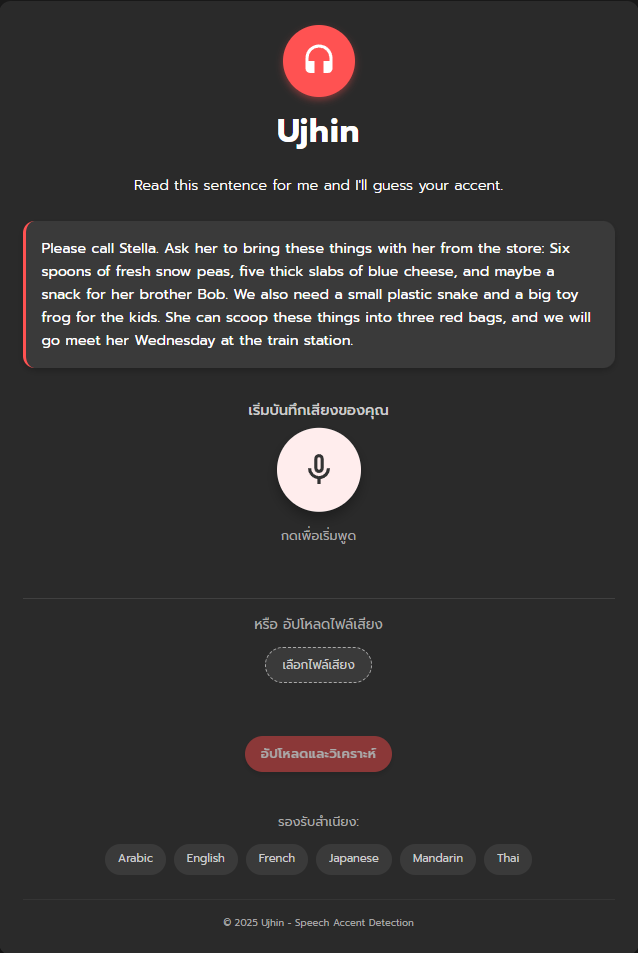 Ujhin
Read this sentence for me and I'll guess your accent.
Please call Stella. Ask her to bring these things with her from the store: Six
spoons of fresh snow peas, five thick slabs of blue cheese, and maybe a
snack for her brother Bob. We also need a small plastic snake and a big toy
frog for the kids. She can scoop these things into three red bags, and we will
go meet her Wednesday at the train station.
เริ่มบันทึกเสียงของคุณ
กดเพื่อเริ่มพูด
หรือ อัปโหลดไฟล์เสียง
เลือกไฟล์เสียง
อัปโหลดและวิเคราะห์
รองรับสำเนียง:
Arabic English French Japanese Mandarin Thai
© 2025 Ujhin - Speech Accent Detection